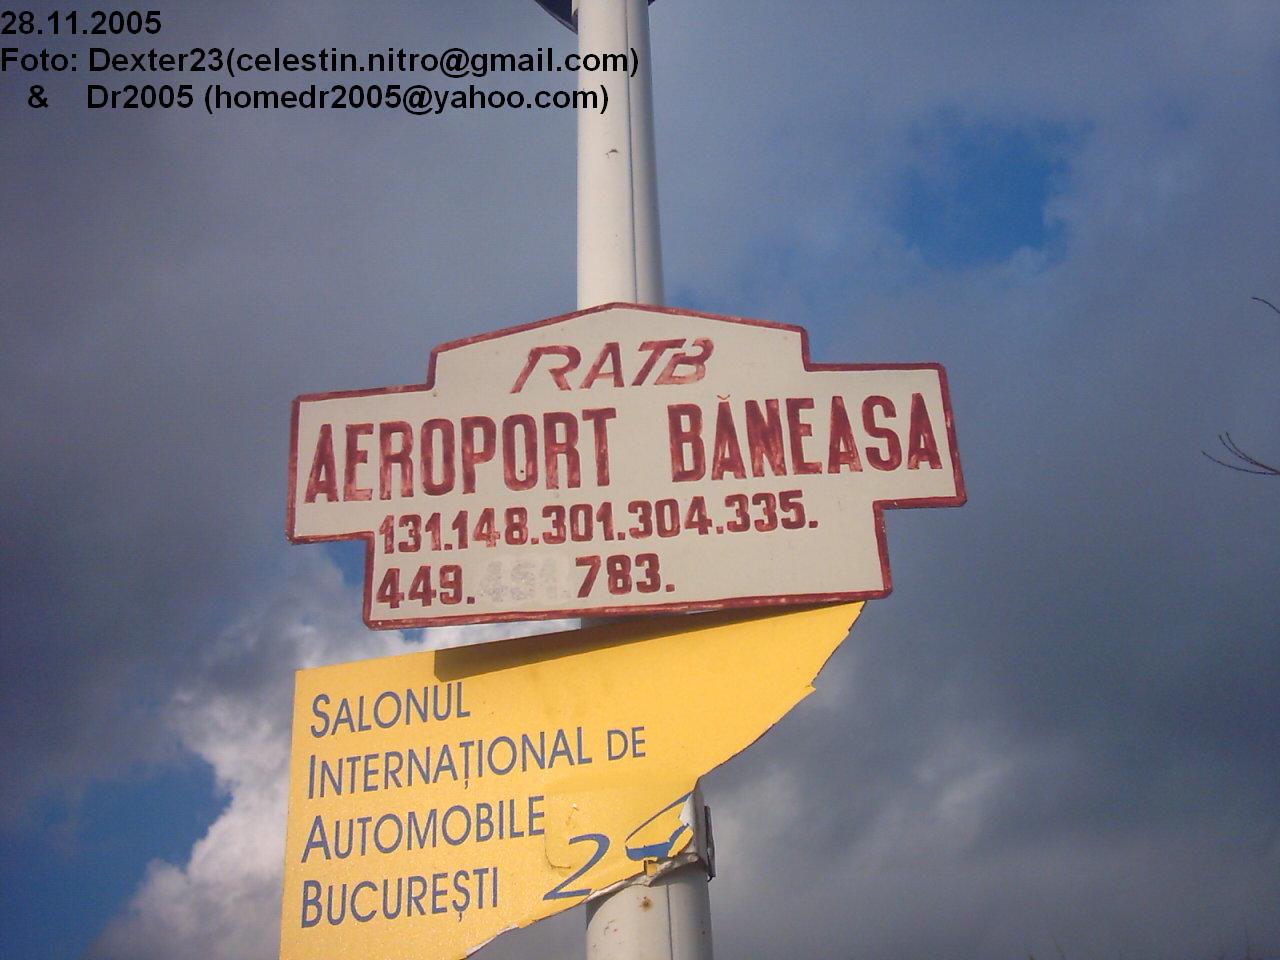 28.11.2005
Foto: Dexter23(celestin.nitro@gmail.com)
& Dr2005 (homedr2005@yahoo.com)
RATB
AEROPORT BĂNEASA
131.148.301.304.335.
449. 783.
SALONUL
INTERNAȚIONAL DE
AUTOMOBILE
BUCUREȘTI 2